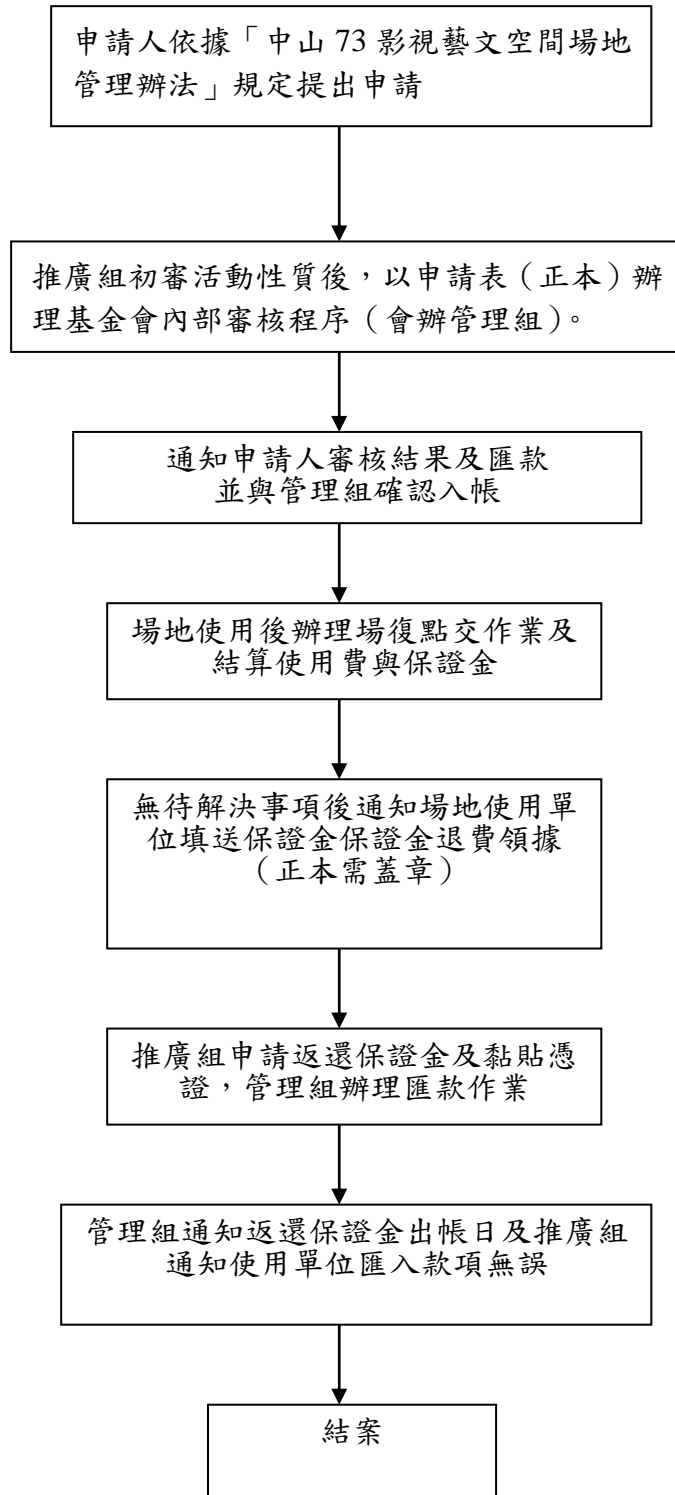 申請人依據「中山 73 影視藝文空間場地
管理辦法」規定提出申請
推廣組初審活動性質後，以申請表（正本）辦
理基金會內部審核程序（會辦管理組）。
通知申請人審核結果及匯款
並與管理組確認入帳
場地使用後辦理場復點交作業及
結算使用費與保證金
無待解決事項後通知場地使用單
位填送保證金保證金退費領據
（正本需蓋章）
推廣組申請返還保證金及黏貼憑
證，管理組辦理匯款作業
管理組通知返還保證金出帳日及推廣組
通知使用單位匯入款項無誤
結案